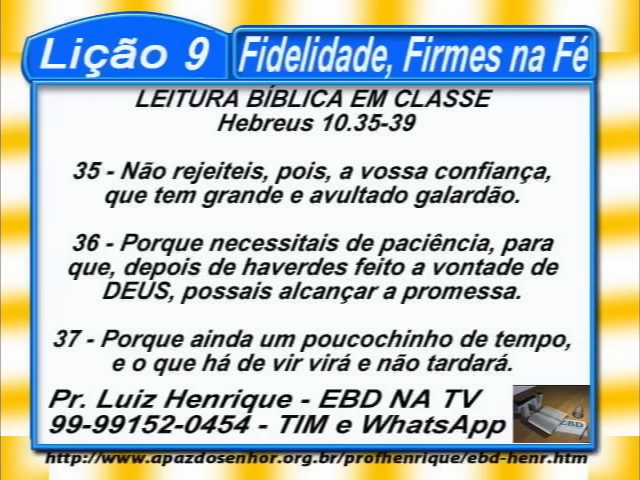 Lição 9
Fidelidade, Firmes na Fé
LEITURA BÍBLICA EM CLASSE
Hebreus 10.35-39
35 - Não rejeiteis, pois, a vossa confiança,
que tem grande e avultado galardão.
36 - Porque necessitais de paciência, para
que, depois de haverdes feito a vontade de
DEUS, possais alcançar a promessa.
37 - Porque ainda um poucochinho de tempo,
e o que há de vir virá e não tardará.
Pr. Luiz Henrique - EBD NA TV
99-99152-0454 - TIM e WhatsApp
EBD
http://www.apazdosenhor.org.br/profhenrique/ebd-henr.htm